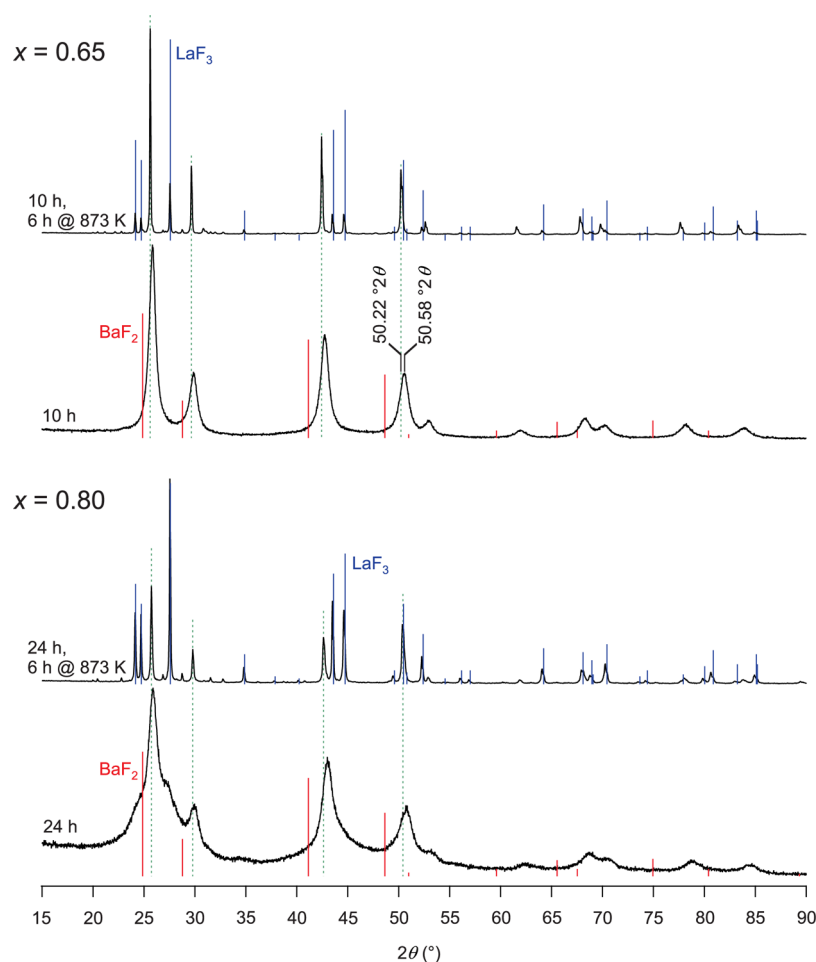 x = 0.65
LaF3
10 h,
6 h @ 873 K
BaF2
50.22 °2θ
50.58 °2θ
10 h
x = 0.80
LaF3
24 h,
6 h @ 873 K
BaF2
24 h
15 20 25 30 35 40 45 50 55 60 65 70 75 80 85 90
2θ (°)